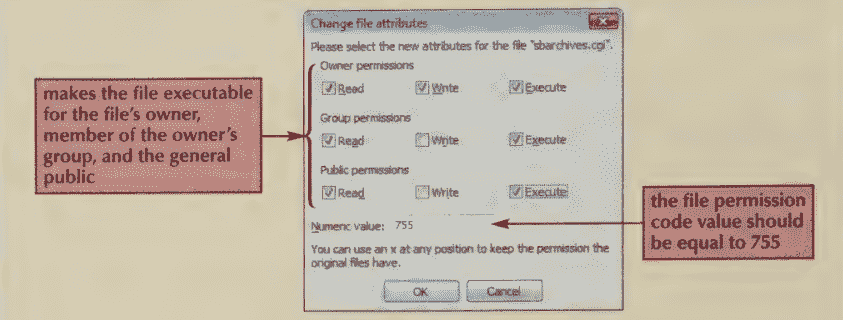 Change file attributes
Please select the new attributes for the file "sbarchives.cgi".
Owner permissions
Read Write Execute
Group permissions
Read Write Execute
Public permissions
Read Write Execute
Numeric value: 755
You can use an x at any position to keep the permission the
original files have.
OK Cancel
makes the file executable
for the file's owner,
member of the owner's
group, and the general
public
the file permission
code value should
be equal to 755